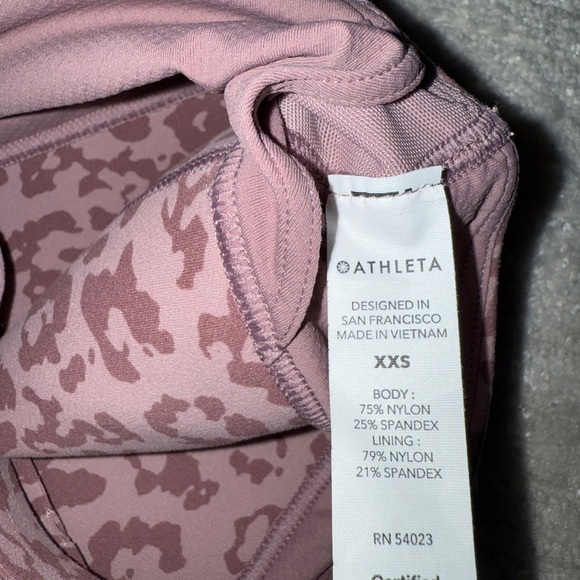 ATHLETA
DESIGNED IN
SAN FRANCISCO
MADE IN VIETNAM
XXS
BODY :
75% NYLON
25% SPANDEX
LINING :
79% NYLON
21% SPANDEX
RN 54023
Certified